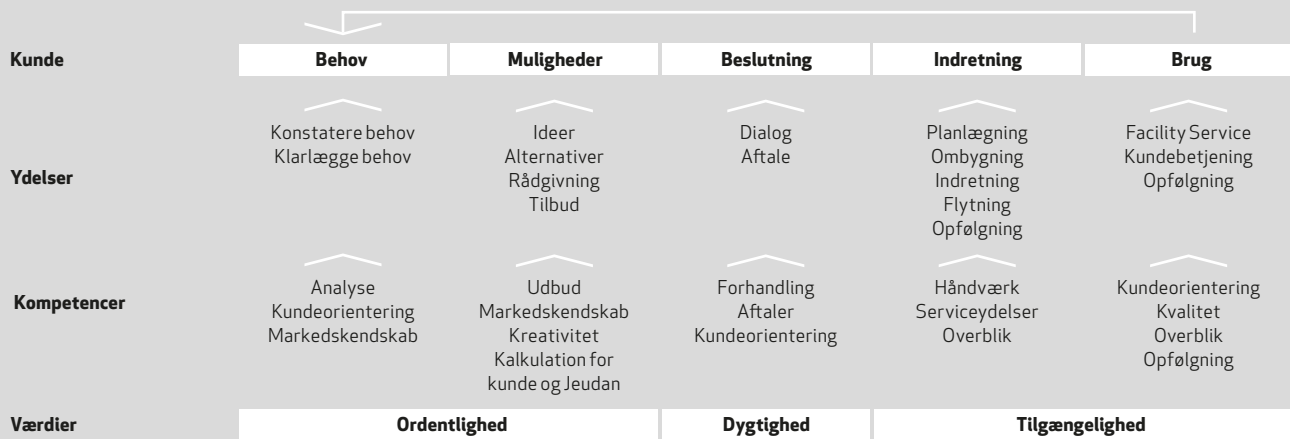 Kunde
Behov
Muligheder
Beslutning
Indretning
Brug
Ydelser
Konstatere behov
Klarlægge behov
Ideer
Alternativer
Rådgivning
Tilbud
Dialog
Aftale
Planlægning
Ombygning
Indretning
Flytning
Opfølgning
Facility Service
Kundebetjening
Opfølgning
Kompetencer
Analyse
Kundeorientering
Markedskendskab
Udbud
Markedskendskab
Kreativitet
Kalkulation for
kunde og Jeudan
Forhandling
Aftaler
Kundeorientering
Håndværk
Serviceydelser
Overblik
Kundeorientering
Kvalitet
Overblik
Opfølgning
Værdier
Ordentlighed
Dygtighed
Tilgængelighed